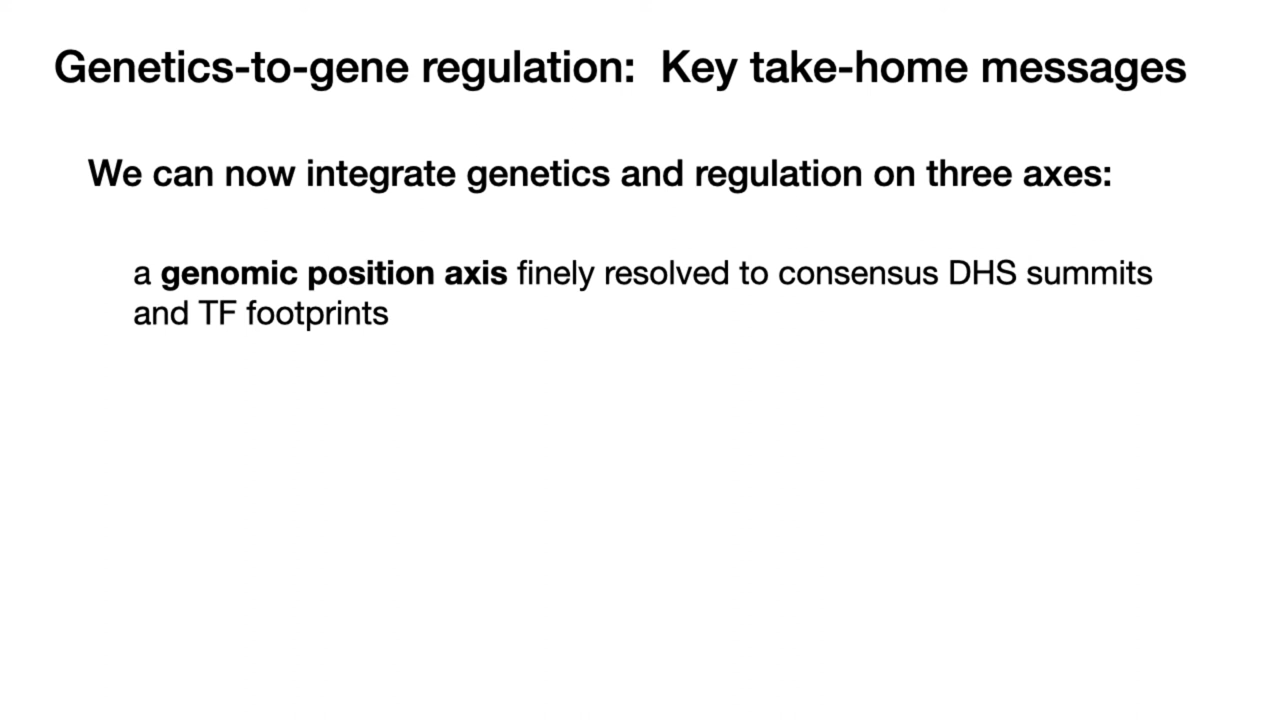 Genetics-to-gene regulation:  Key take-home messages
We can now integrate genetics and regulation on three axes:
a genomic position axis finely resolved to consensus DHS summits
and TF footprints